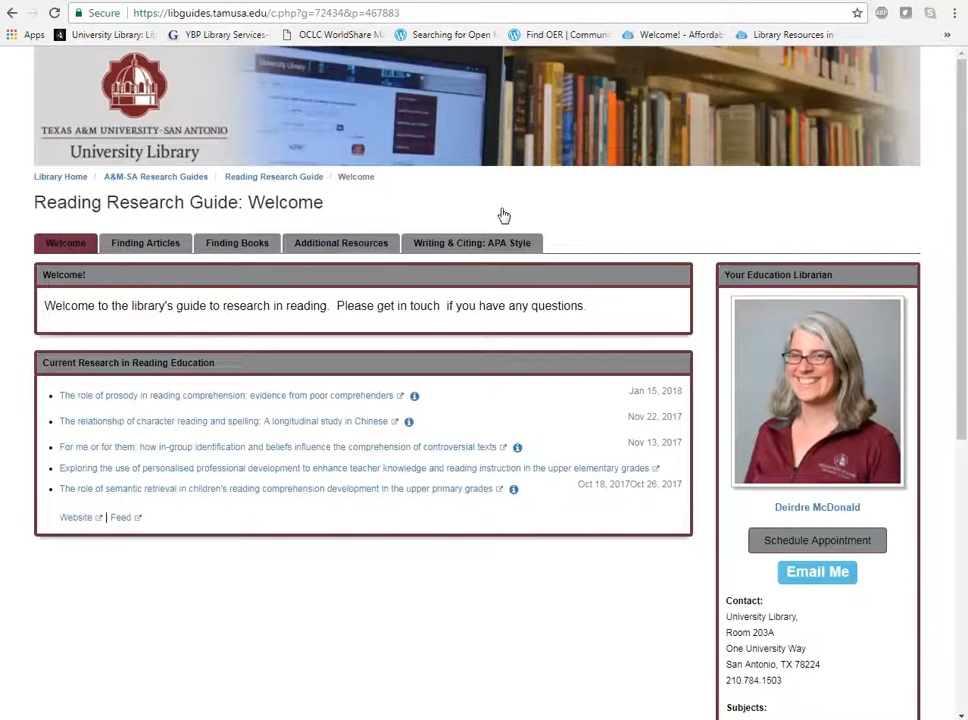 Secure https://libguides.tamusa.edu/c.php?g=72434&p=467883
Apps University Library: Li YBP Library Services- OCLC WorldShare M Searching for Open Find OER | Commun Welcome! - Affordab Library Resources in »
TEXAS A&M UNIVERSITY-SAN ANTONIO
University Library
Library Home / A&M-SA Research Guides / Reading Research Guide / Welcome
Reading Research Guide: Welcome
Welcome Finding Articles Finding Books Additional Resources Writing & Citing: APA Style
Welcome!
Welcome to the library's guide to research in reading. Please get in touch if you have any questions.
Current Research in Reading Education
The role of prosody in reading comprehension: evidence from poor comprehenders Jan 15, 2018
The relationship of character reading and spelling: A longitudinal study in Chinese Nov 22, 2017
For me or for them: how in-group identification and beliefs influence the comprehension of controversial texts Nov 13, 2017
Exploring the use of personalised professional development to enhance teacher knowledge and reading instruction in the upper elementary grades
The role of semantic retrieval in children's reading comprehension development in the upper primary grades Oct 18, 2017Oct 26, 2017
Website | Feed
Your Education Librarian
Deirdre McDonald
Schedule Appointment
Email Me
Contact:
University Library,
Room 203A
One University Way
San Antonio, TX 78224
210.784.1503
Subjects: